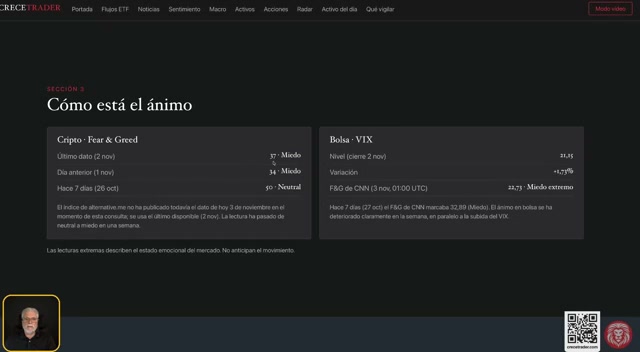 CRECETRADER
Portada Flujos ETF Noticias Sentimiento Macro Activos Acciones Radar Activo del día Qué vigilar Modo vídeo
SECCIÓN 3
Cómo está el ánimo
Cripto · Fear & Greed
Último dato (2 nov) 37 · Miedo
Día anterior (1 nov) 34 · Miedo
Hace 7 días (26 oct) 50 · Neutral
El índice de alternative.me no ha publicado todavía el dato de hoy 3 de noviembre en el
momento de esta consulta; se usa el último disponible (2 nov). La lectura ha pasado de
neutral a miedo en una semana.
Bolsa · VIX
Nivel (cierre 2 nov) 21,15
Variación +1,73%
F&G de CNN (3 nov, 01:00 UTC) 22,73 · Miedo extremo
Hace 7 días (27 oct) el F&G de CNN marcaba 32,89 (Miedo). El ánimo en bolsa se ha
deteriorado claramente en la semana, en paralelo a la subida del VIX.
Las lecturas extremas describen el estado emocional del mercado. No anticipan el movimiento.
crecetrader.com